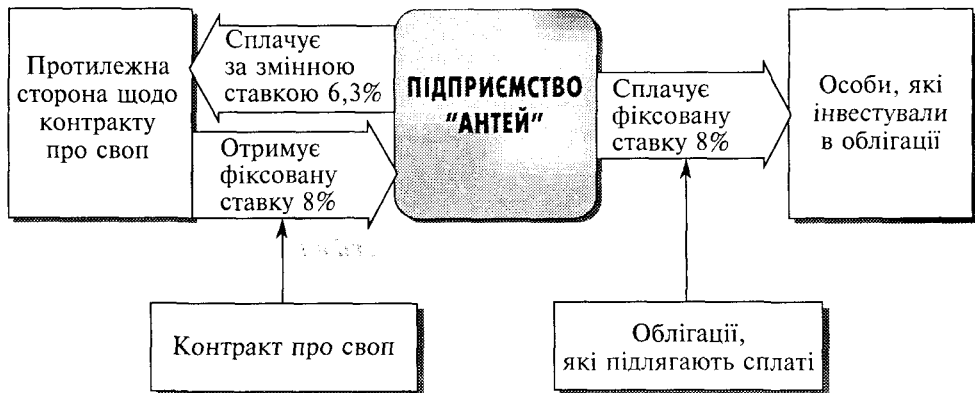 Протилежна
сторона щодо
контракту
про своп
Сплачує
за змінною
ставкою 6,3%
Отримує
фіксовану
ставку 8%
ПІДПРИЄМСТВО
"АНТЕЙ"
Сплачує
фіксовану
ставку 8%
Особи, які
інвестували
в облігації
Контракт про своп
Облігації,
які підлягають сплаті